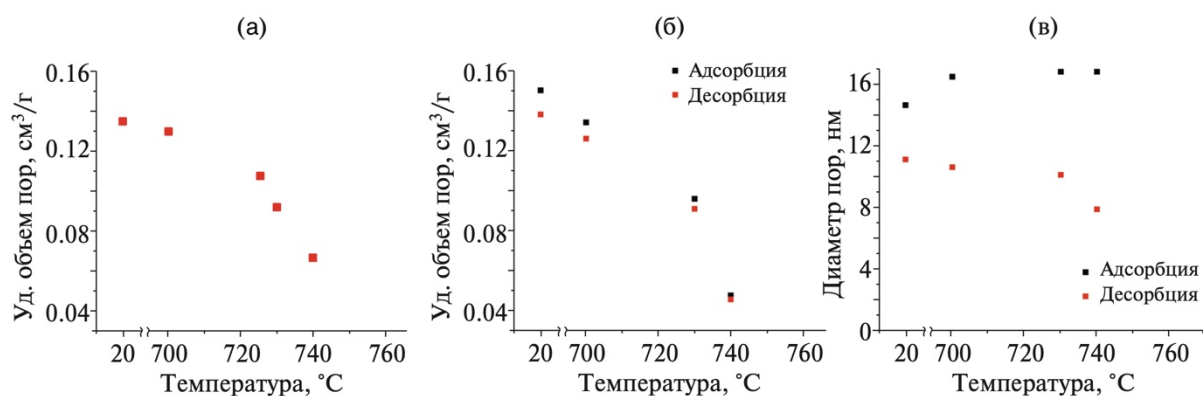 (а)
Уд. объем пор, см³/г
0.16
0.12
0.08
0.04
20 700 720 740 760
Температура, °C
(б)
Уд. объем пор, см³/г
0.16
0.12
0.08
0.04
Адсорбция
Десорбция
20 700 720 740 760
Температура, °C
(в)
Диаметр пор, нм
16
12
8
4
0
Адсорбция
Десорбция
20 700 720 740 760
Температура, °C